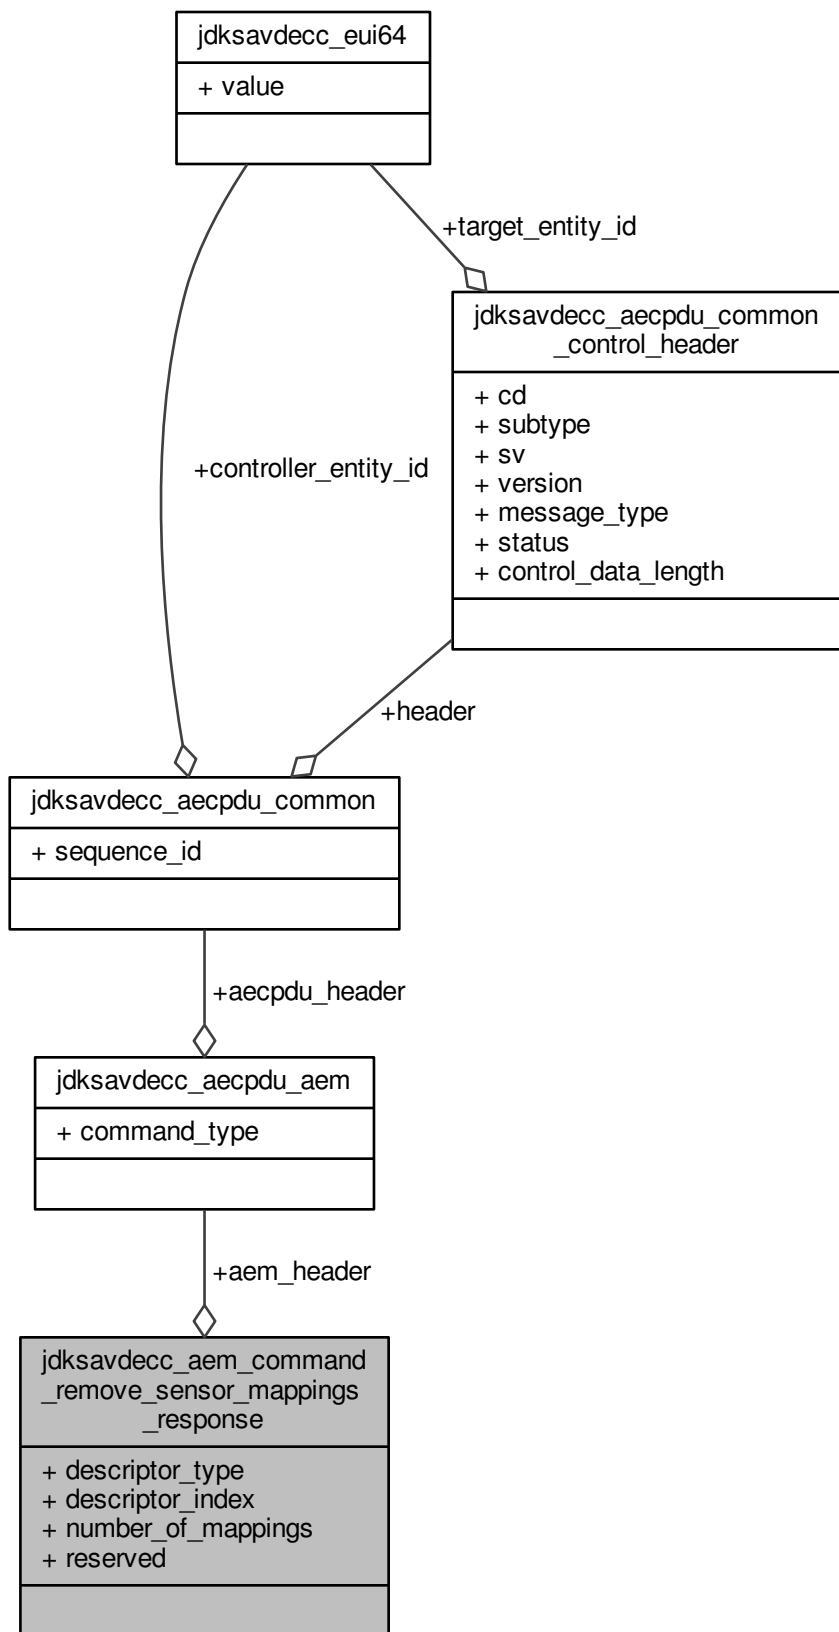 jdksavdecc_eui64
+ value
+target_entity_id
jdksavdecc_aecpdu_common
_control_header
+ cd
+ subtype
+ sv
+ version
+ message_type
+ status
+ control_data_length
+controller_entity_id
+header
jdksavdecc_aecpdu_common
+ sequence_id
+aecpdu_header
jdksavdecc_aecpdu_aem
+ command_type
+aem_header
jdksavdecc_aem_command
_remove_sensor_mappings
_response
+ descriptor_type
+ descriptor_index
+ number_of_mappings
+ reserved